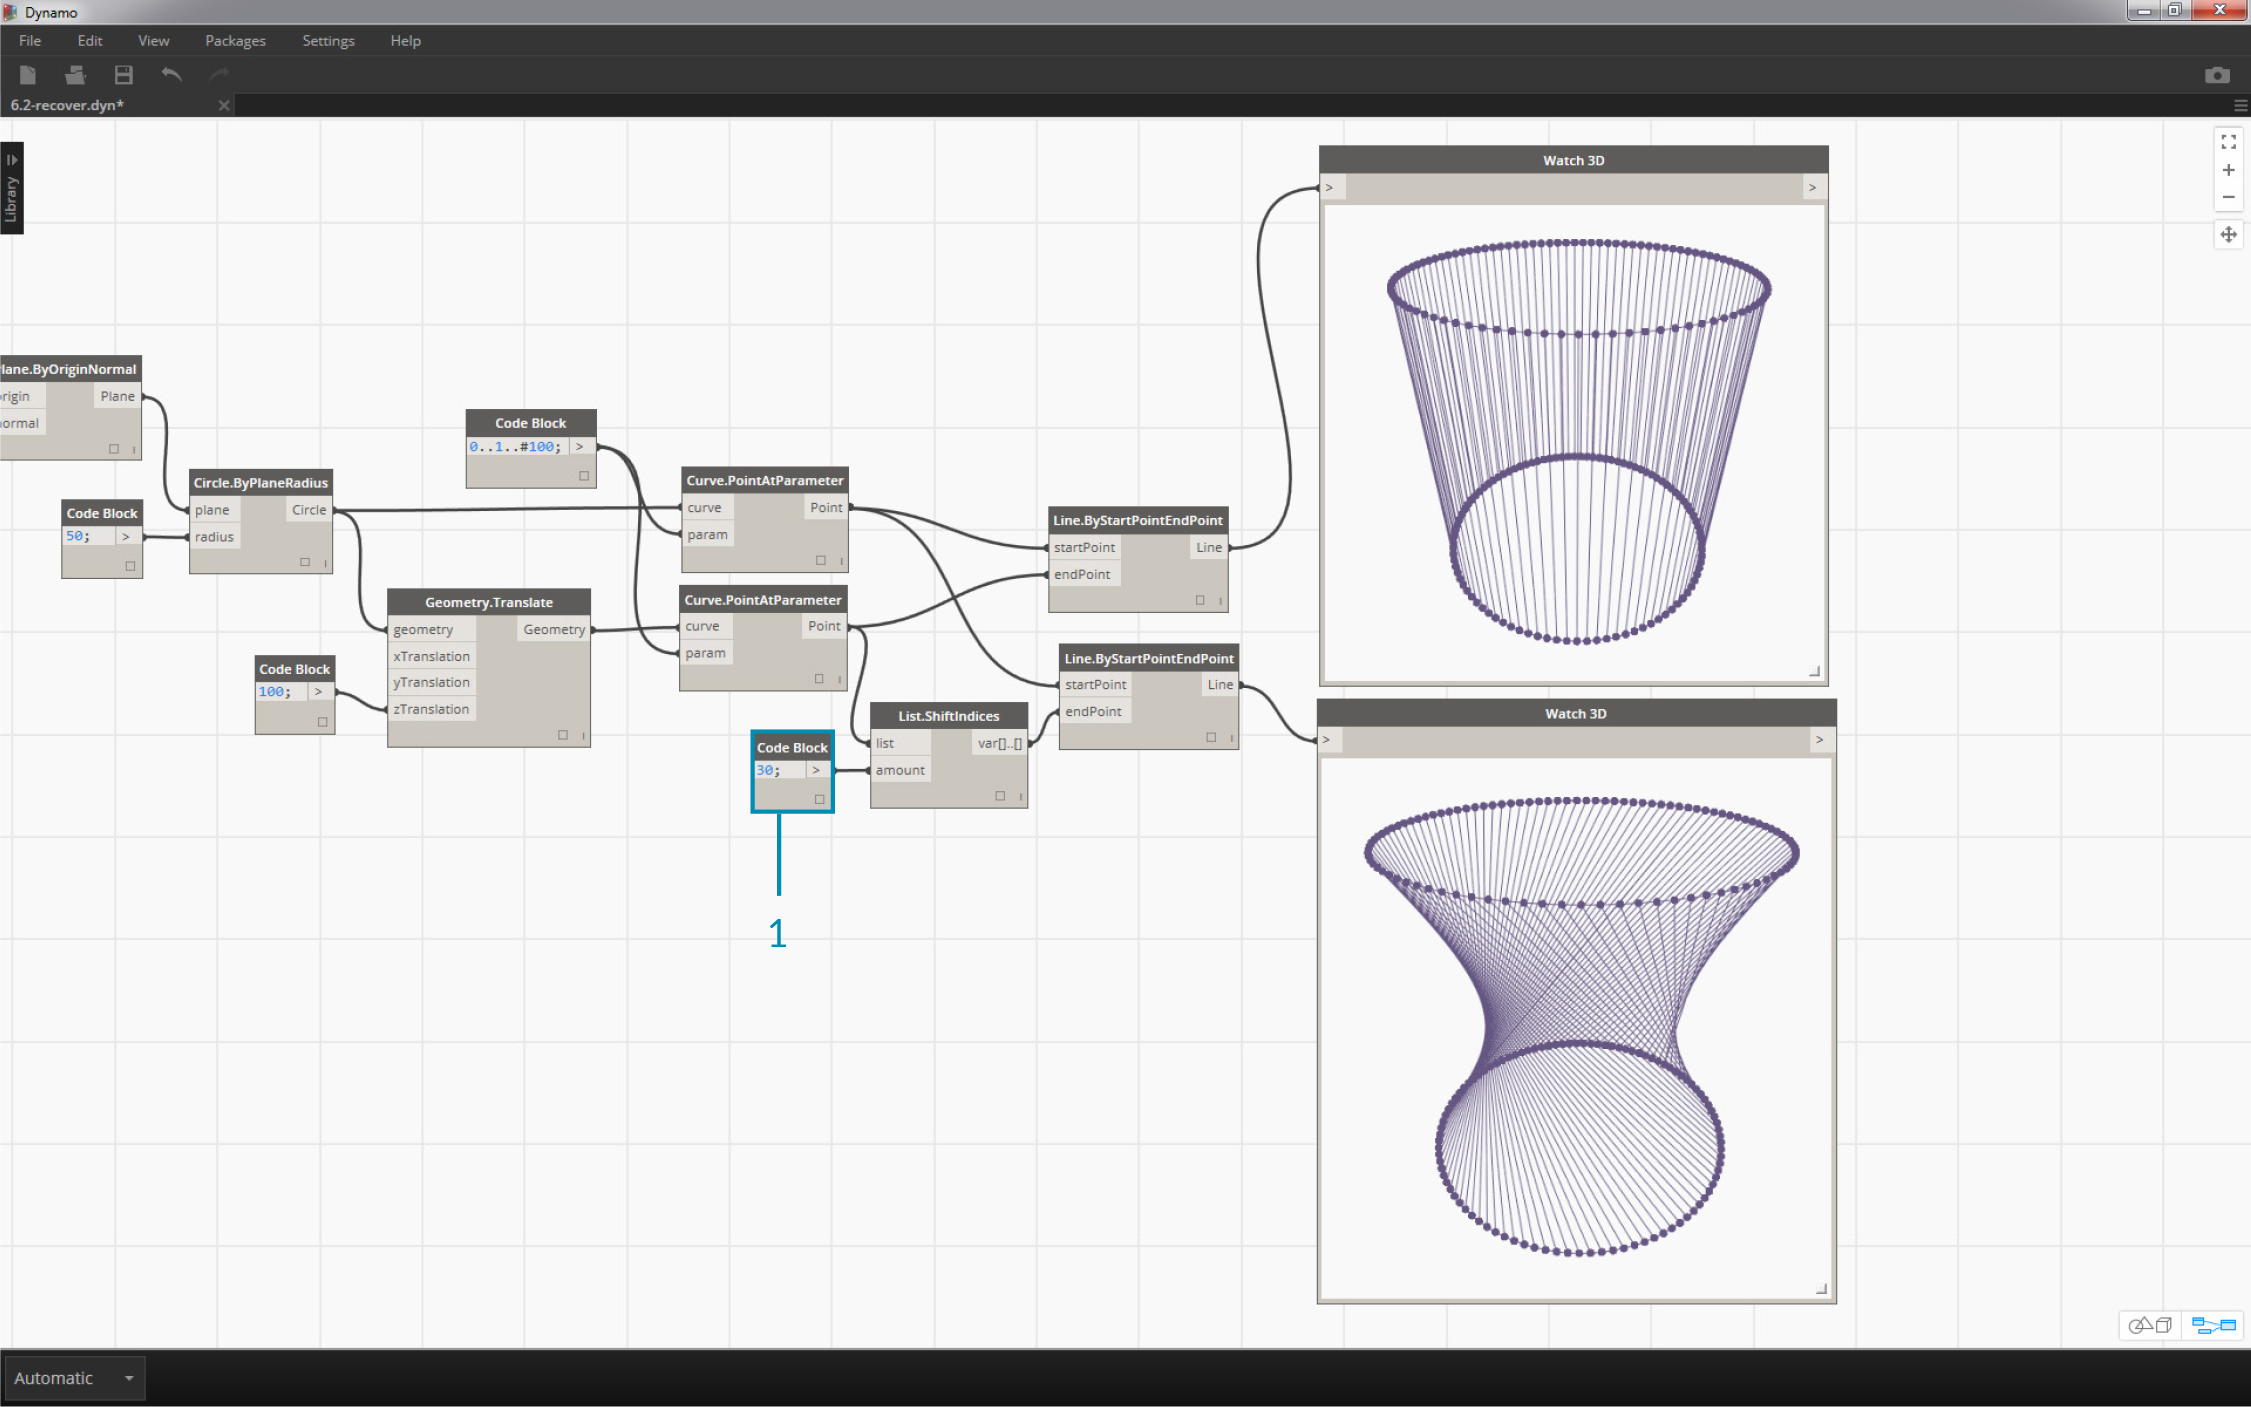 Dynamo
File Edit View Packages Settings Help
6.2-recover.dyn*
Library
lane.ByOriginNormal
rigin Plane
ormal
Code Block
50; >
Circle.ByPlaneRadius
plane Circle
radius
Code Block
100; >
Geometry.Translate
geometry Geometry
xTranslation
yTranslation
zTranslation
Code Block
0..1..#100; >
Curve.PointAtParameter
curve Point
param
Curve.PointAtParameter
curve Point
param
Code Block
30; >
1
List.ShiftIndices
list var[]..[]
amount
Line.ByStartPointEndPoint
startPoint Line
endPoint
Line.ByStartPointEndPoint
startPoint Line
endPoint
Watch 3D
> >
Watch 3D
> >
Automatic